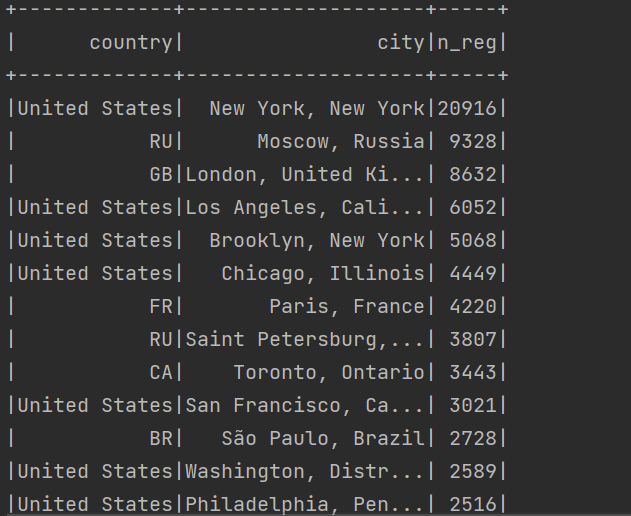 +-------------+--------------------+-----+
|      country|                city|n_reg|
+-------------+--------------------+-----+
|United States|  New York, New York|20916|
|           RU|      Moscow, Russia| 9328|
|           GB|London, United Ki...| 8632|
|United States|Los Angeles, Cali...| 6052|
|United States|  Brooklyn, New York| 5068|
|United States|   Chicago, Illinois| 4449|
|           FR|       Paris, France| 4220|
|           RU|Saint Petersburg,...| 3807|
|           CA|    Toronto, Ontario| 3443|
|United States|San Francisco, Ca...| 3021|
|           BR|   São Paulo, Brazil| 2728|
|United States|Washington, Distr...| 2589|
|United States|Philadelphia, Pen...| 2516|